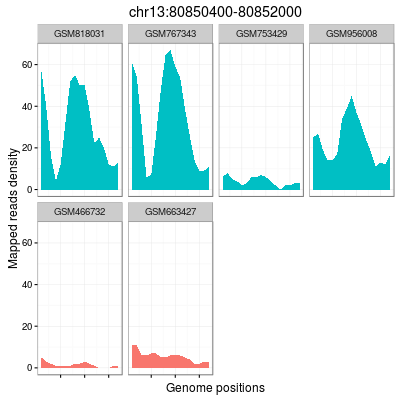 chr13:80850400-80852000
GSM818031 GSM767343 GSM753429 GSM956008
60
40
20
0
GSM466732 GSM663427
60
40
20
0
Mapped reads density
Genome positions